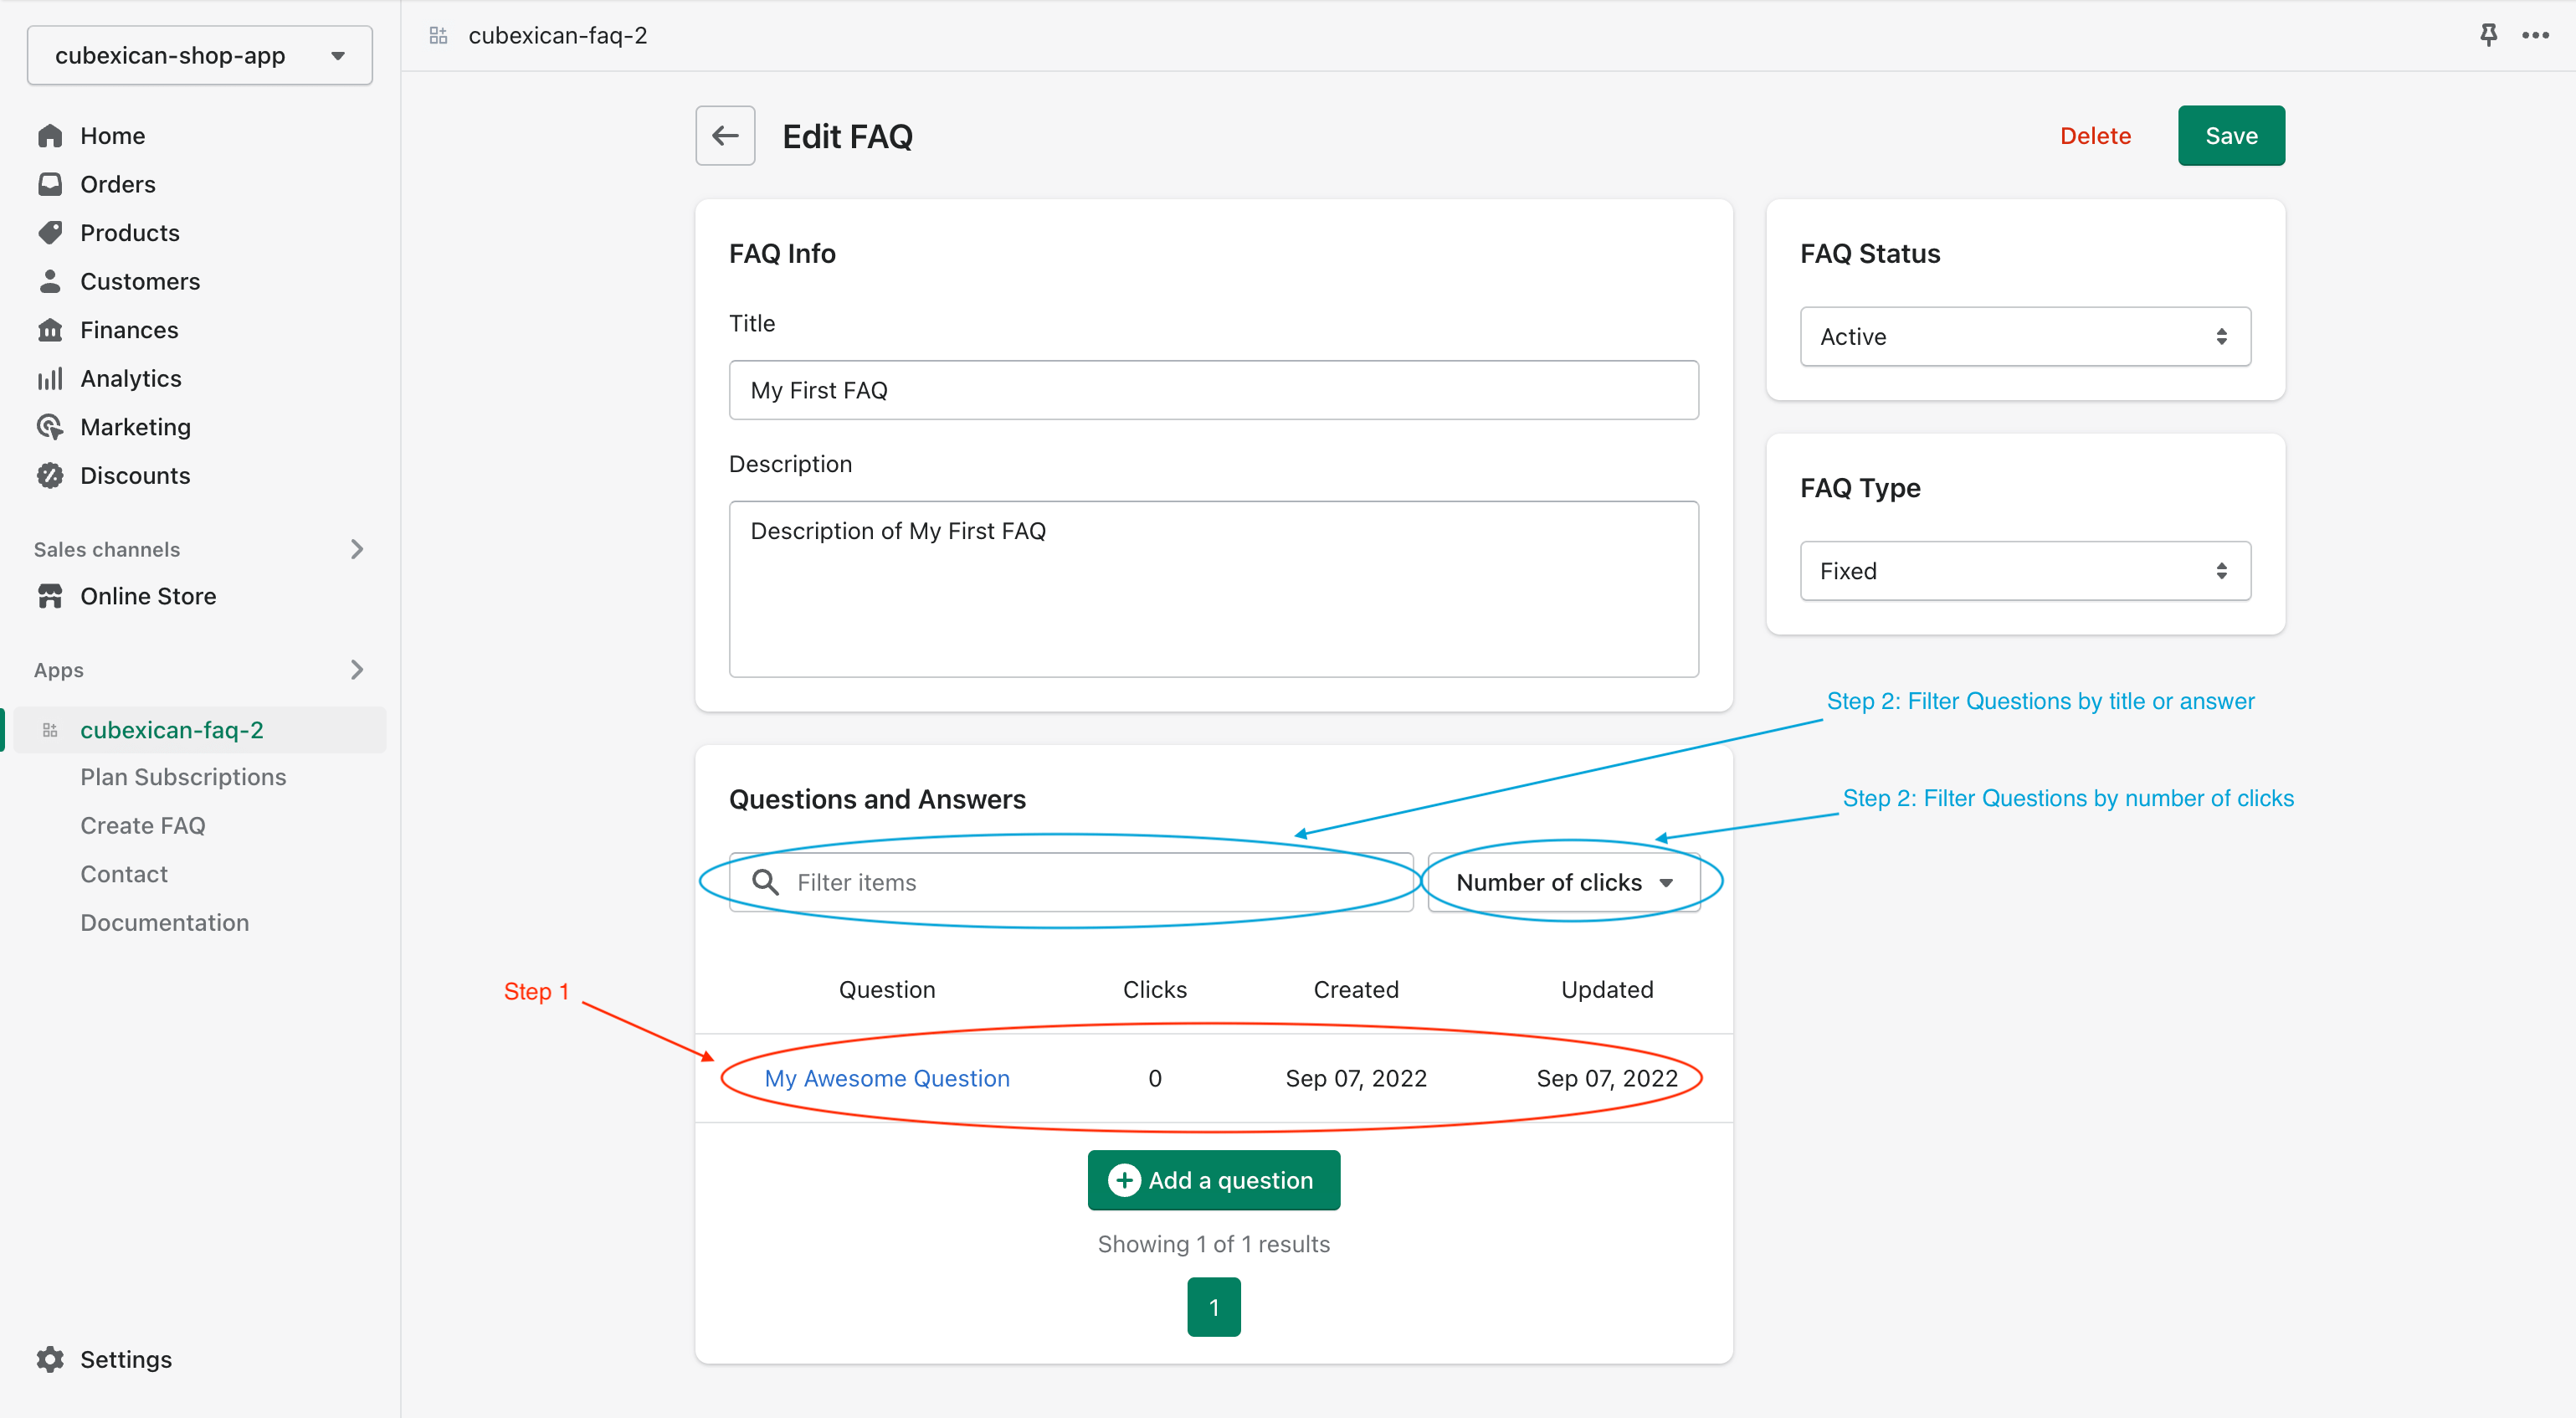 cubexican-shop-app
Home
Orders
Products
Customers
Finances
Analytics
Marketing
Discounts
Sales channels
Online Store
Apps
cubexican-faq-2
Plan Subscriptions
Create FAQ
Contact
Documentation
Settings
cubexican-faq-2
Edit FAQ
Delete
Save
FAQ Info
Title
My First FAQ
Description
Description of My First FAQ
FAQ Status
Active
FAQ Type
Fixed
Step 2: Filter Questions by title or answer
Step 2: Filter Questions by number of clicks
Questions and Answers
Filter items
Number of clicks
Step 1
Question Clicks Created Updated
My Awesome Question 0 Sep 07, 2022 Sep 07, 2022
Add a question
Showing 1 of 1 results
1